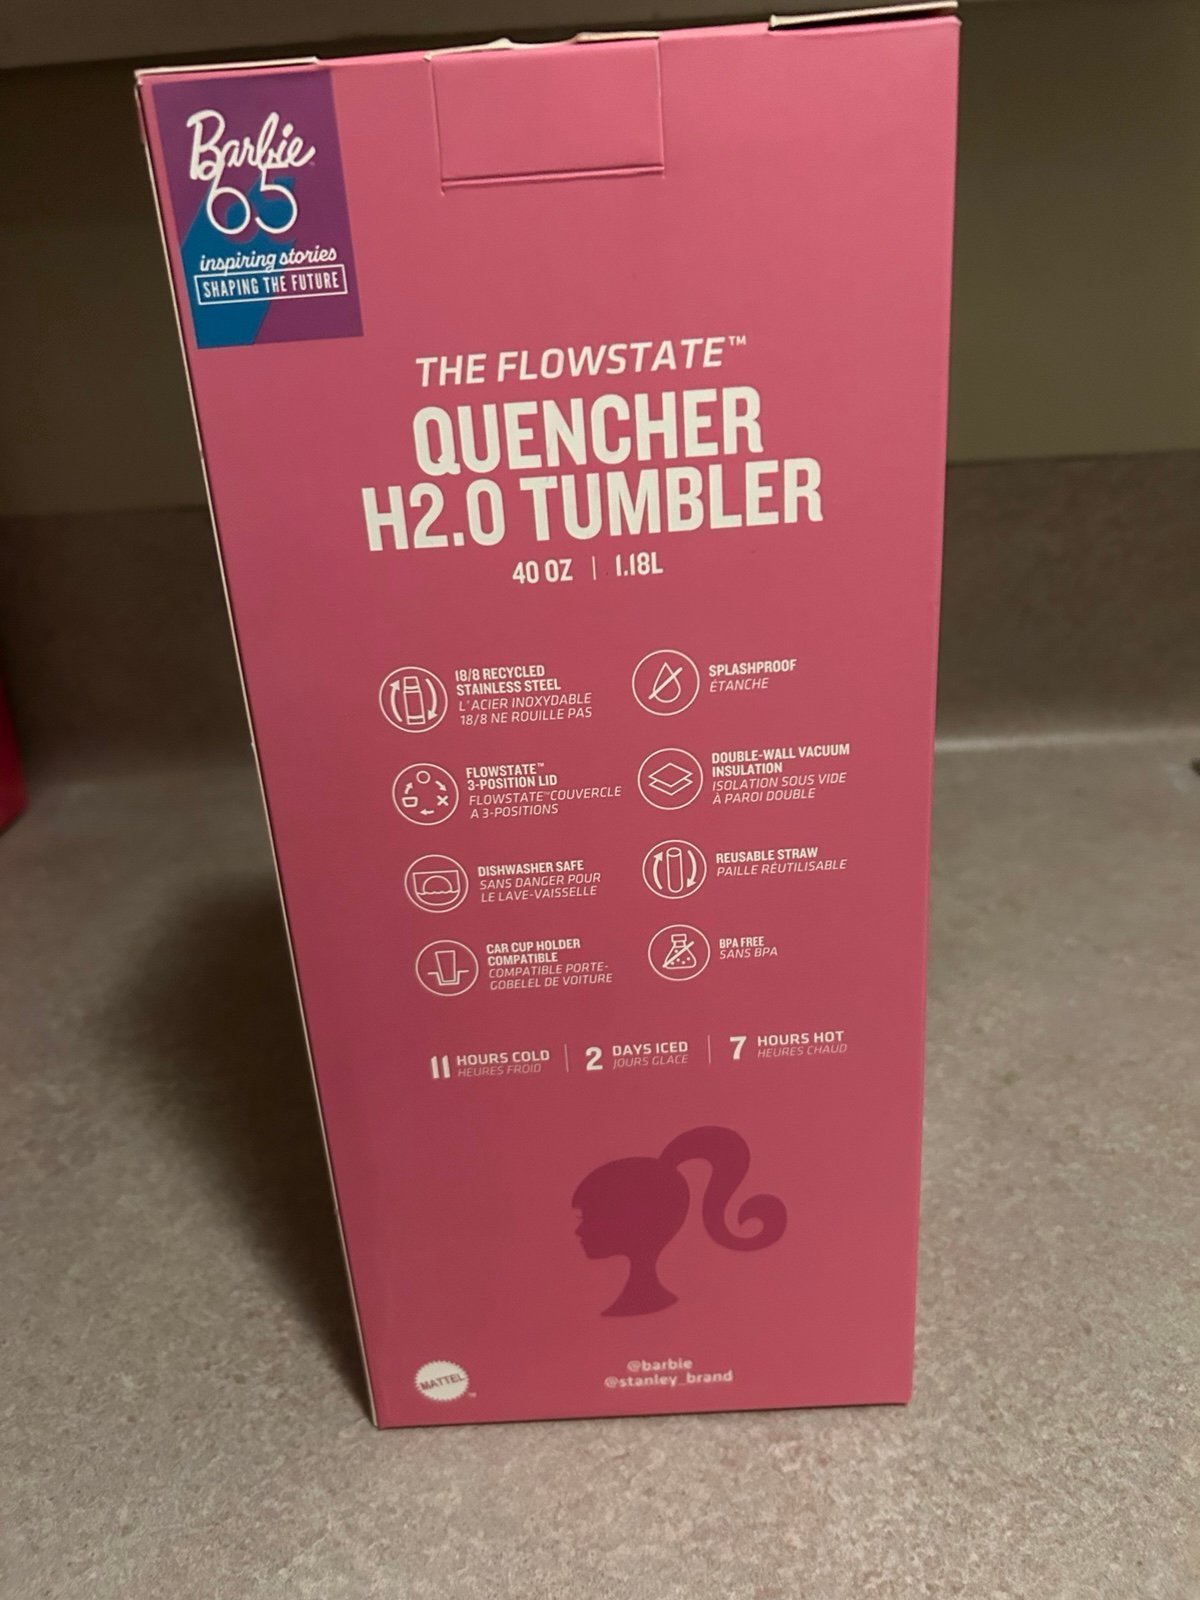 Barbie™
65
inspiring stories
SHAPING THE FUTURE
THE FLOWSTATE™
QUENCHER
H2.0 TUMBLER
40 OZ | 1.18L
18/8 RECYCLED
STAINLESS STEEL
L'ACIER INOXYDABLE
18/8 NE ROUILLE PAS
SPLASHPROOF
ÉTANCHE
FLOWSTATE™
3-POSITION LID
FLOWSTATE™COUVERCLE
A 3-POSITIONS
DOUBLE-WALL VACUUM
INSULATION
ISOLATION SOUS VIDE
À PAROI DOUBLE
DISHWASHER SAFE
SANS DANGER POUR
LE LAVE-VAISSELLE
REUSABLE STRAW
PAILLE RÉUTILISABLE
CAR CUP HOLDER
COMPATIBLE
COMPATIBLE PORTE-
GOBELEL DE VOITURE
BPA FREE
SANS BPA
11 HOURS COLD
HEURES FROID
2 DAYS ICED
JOURS GLACE
7 HOURS HOT
HEURES CHAUD
MATTEL™
@barbie
@stanley_brand